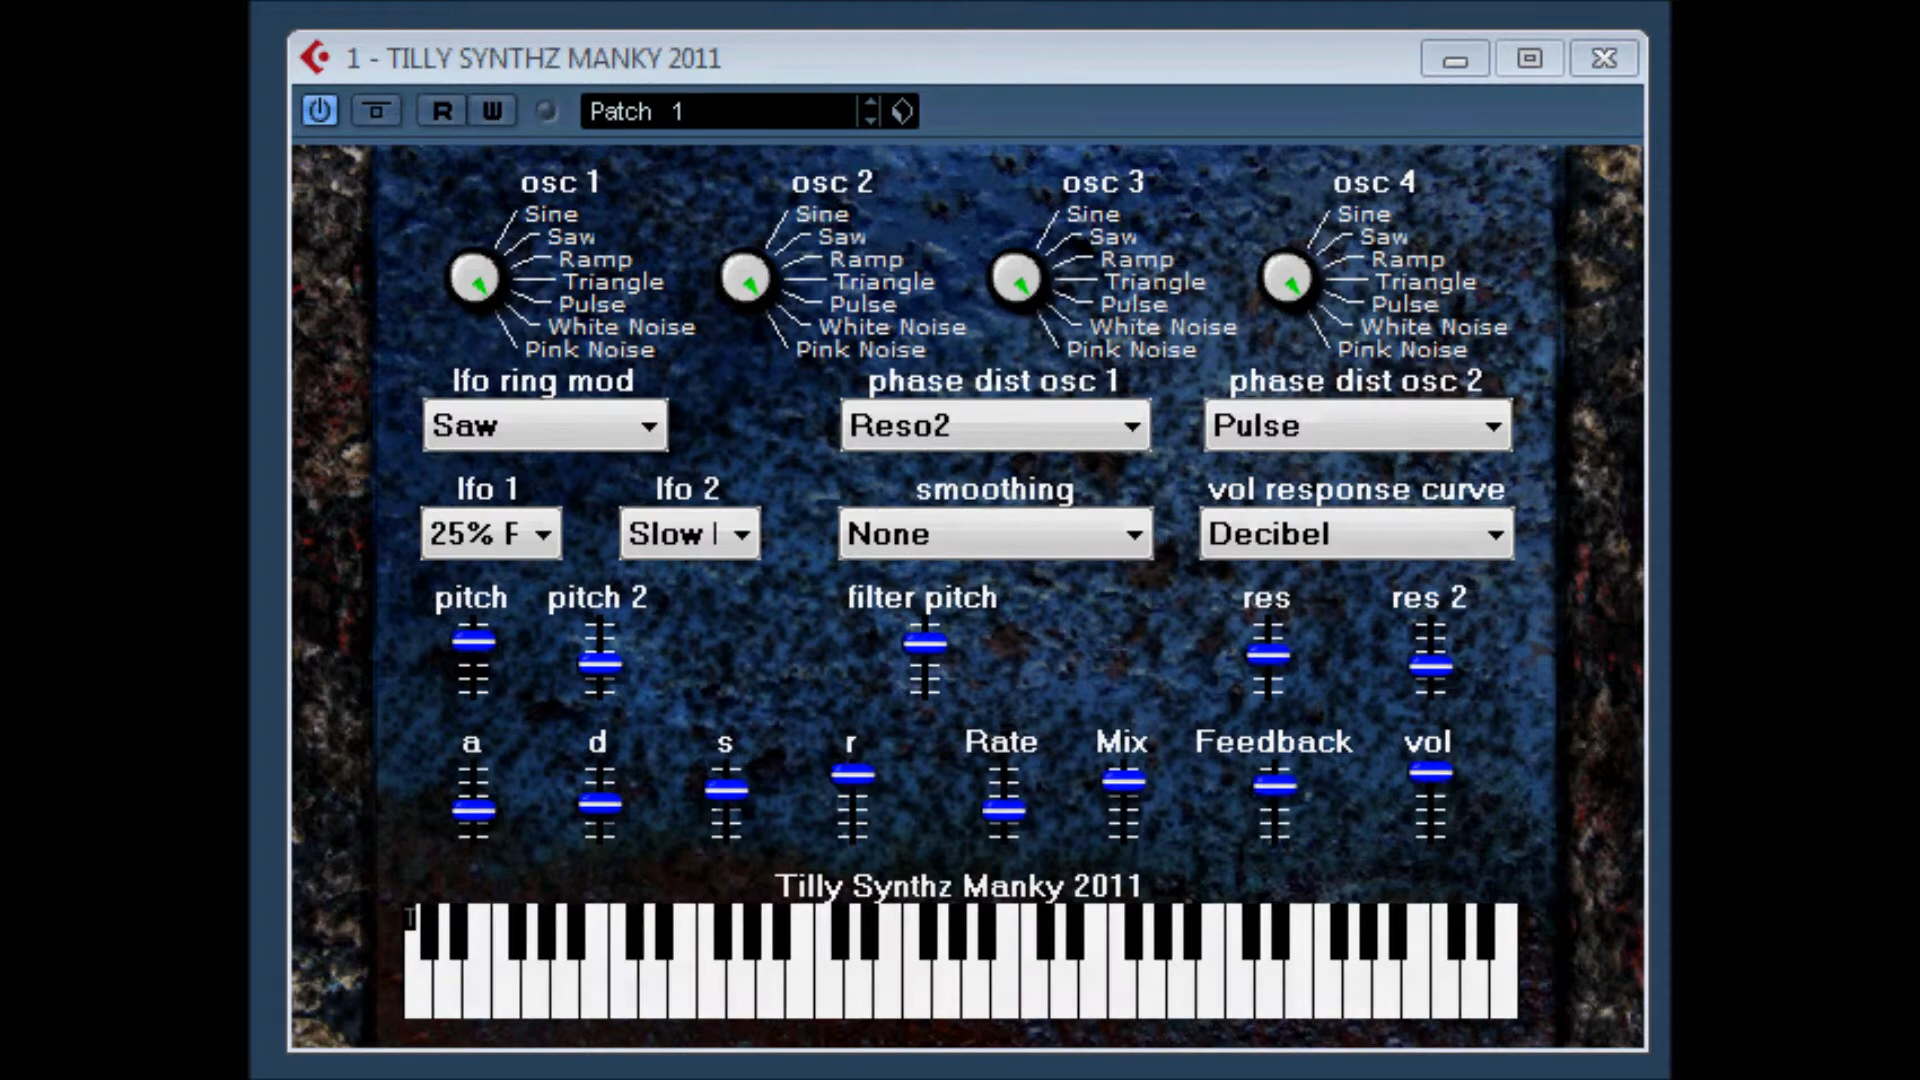 1 - TILLY SYNTHZ MANKY 2011
R W Patch 1
osc 1 osc 2 osc 3 osc 4
Sine Sine Sine Sine
Saw Saw Saw Saw
Ramp Ramp Ramp Ramp
Triangle Triangle Triangle Triangle
Pulse Pulse Pulse Pulse
White Noise White Noise White Noise White Noise
Pink Noise Pink Noise Pink Noise Pink Noise
lfo ring mod phase dist osc 1 phase dist osc 2
Saw Reso2 Pulse
lfo 1 lfo 2 smoothing vol response curve
25% Slow None Decibel
pitch pitch 2 filter pitch res res 2
a d s r Rate Mix Feedback vol
Tilly Synthz Manky 2011
T